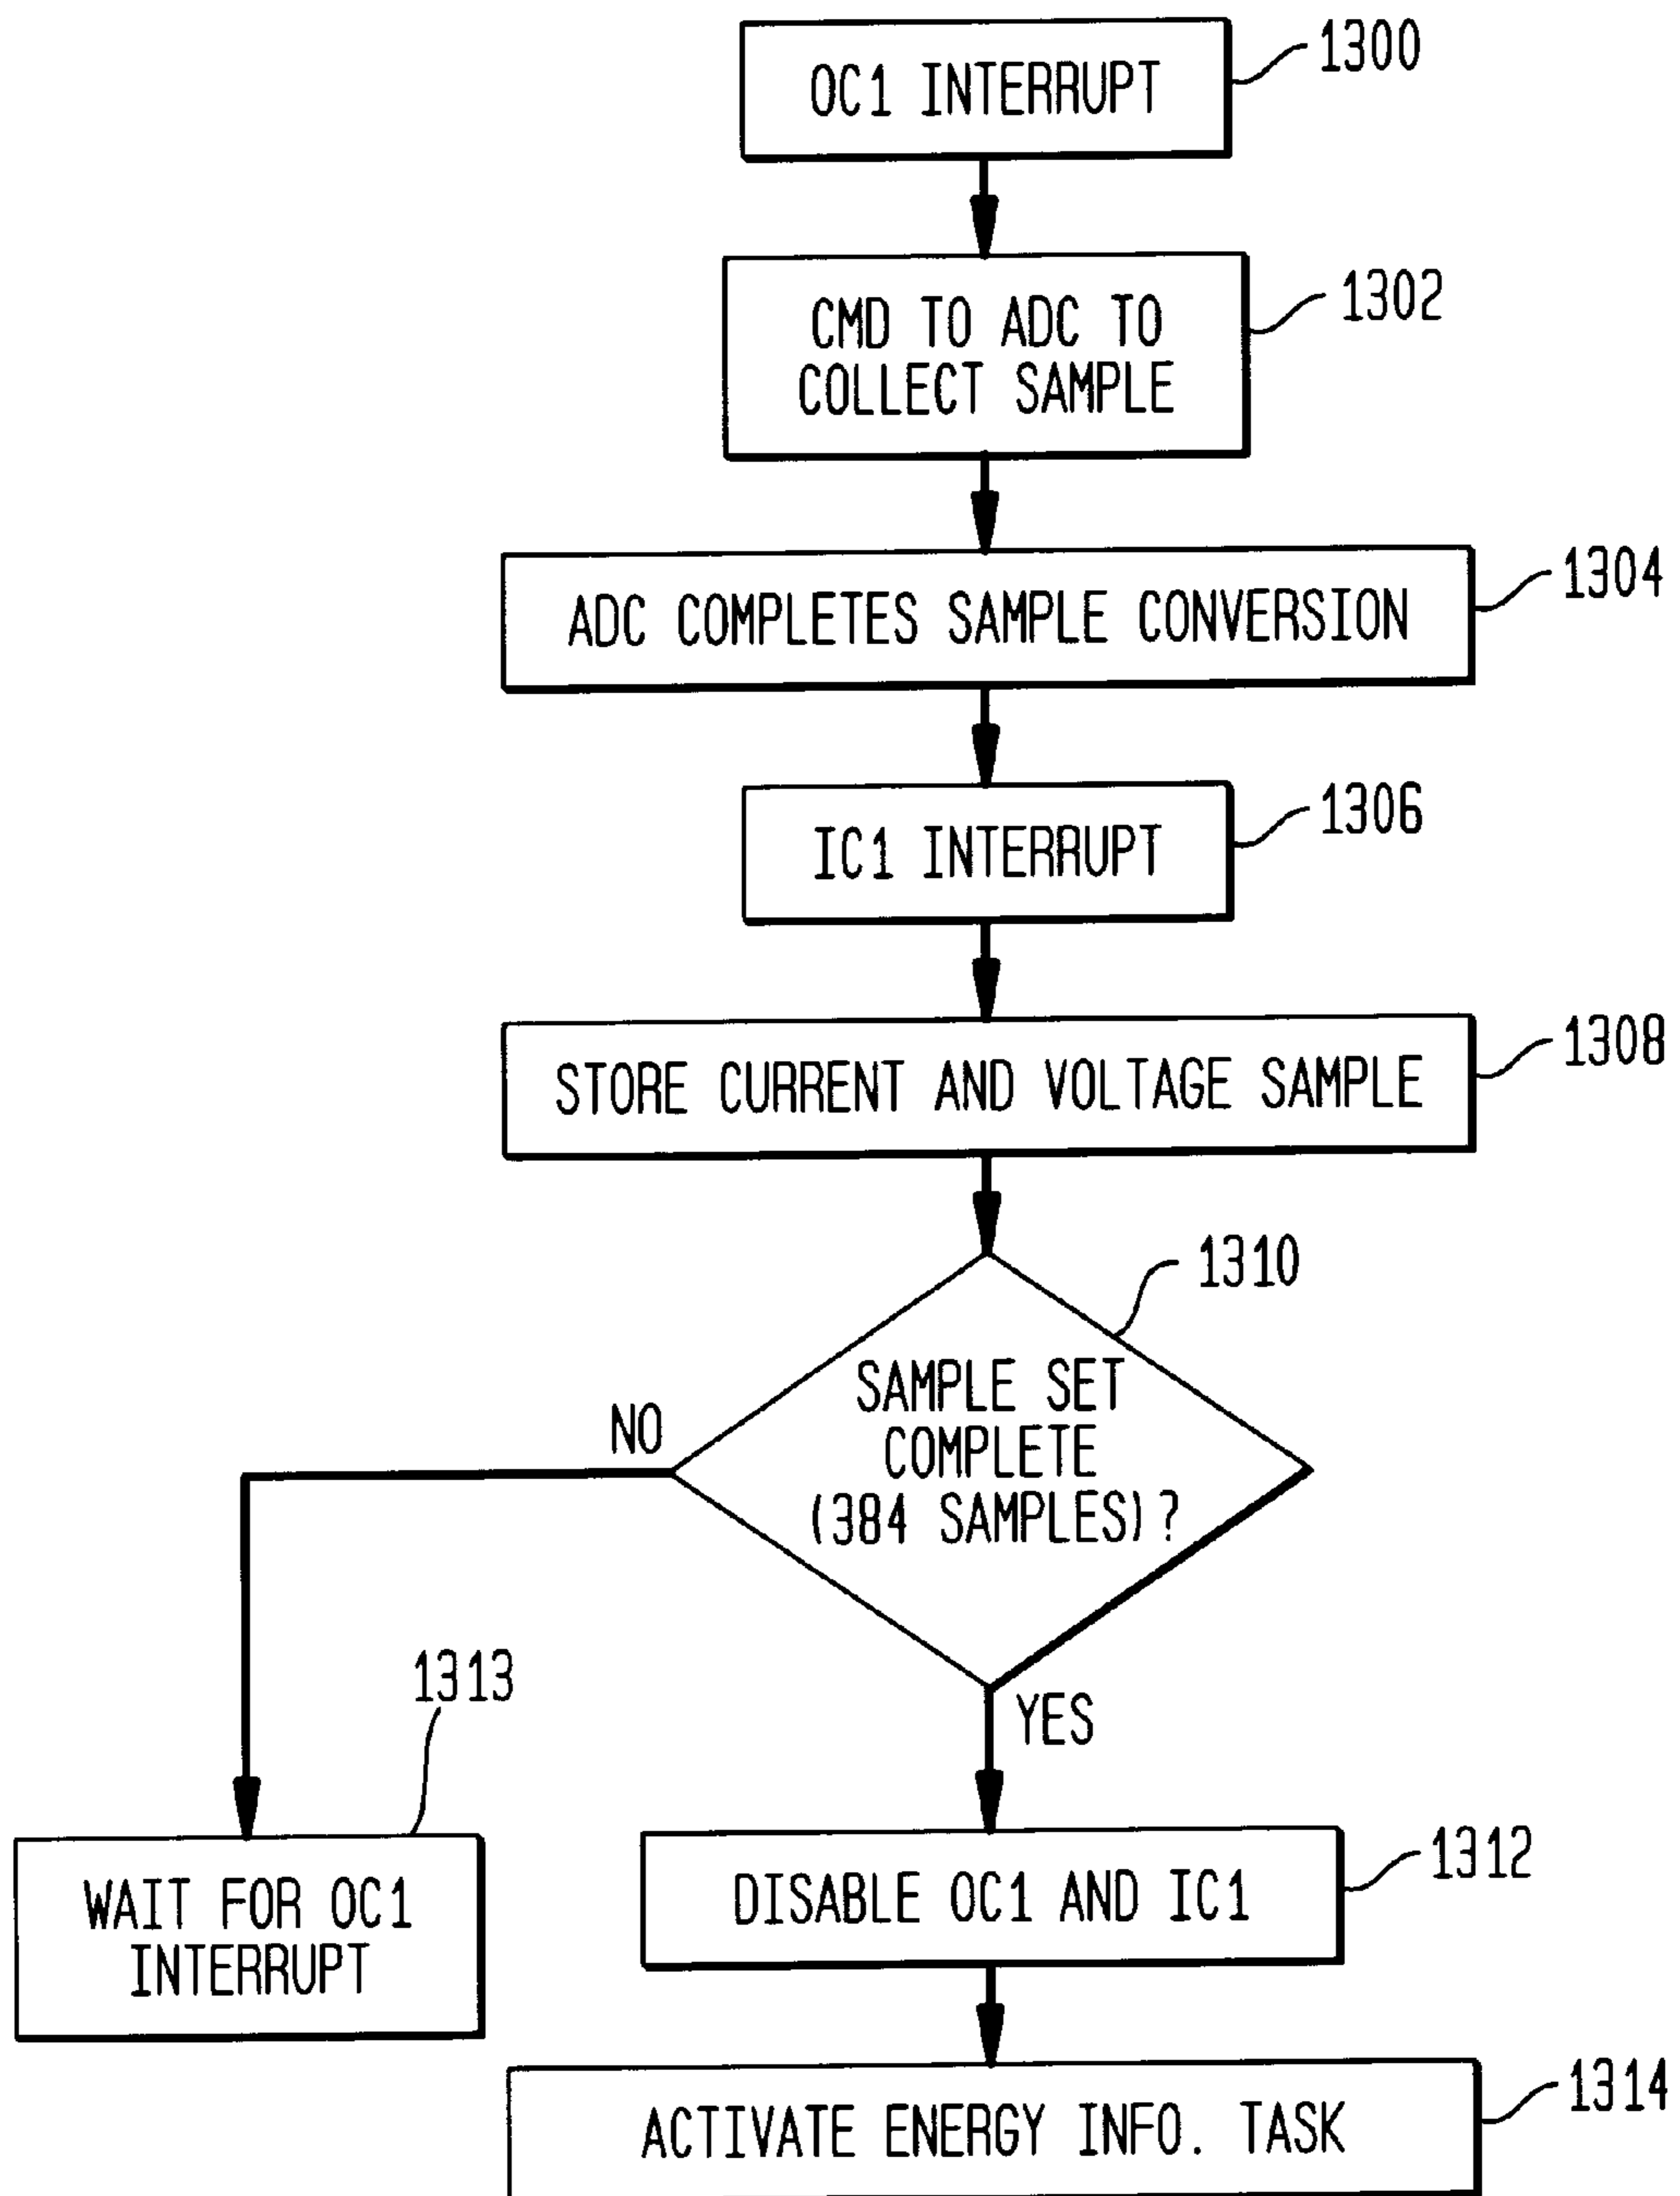 OC1 INTERRUPT
1300
CMD TO ADC TO
COLLECT SAMPLE
1302
ADC COMPLETES SAMPLE CONVERSION
1304
IC1 INTERRUPT
1306
STORE CURRENT AND VOLTAGE SAMPLE
1308
1310
SAMPLE SET
COMPLETE
(384 SAMPLES)?
NO
YES
1313
WAIT FOR OC1
INTERRUPT
DISABLE OC1 AND IC1
1312
ACTIVATE ENERGY INFO. TASK
1314